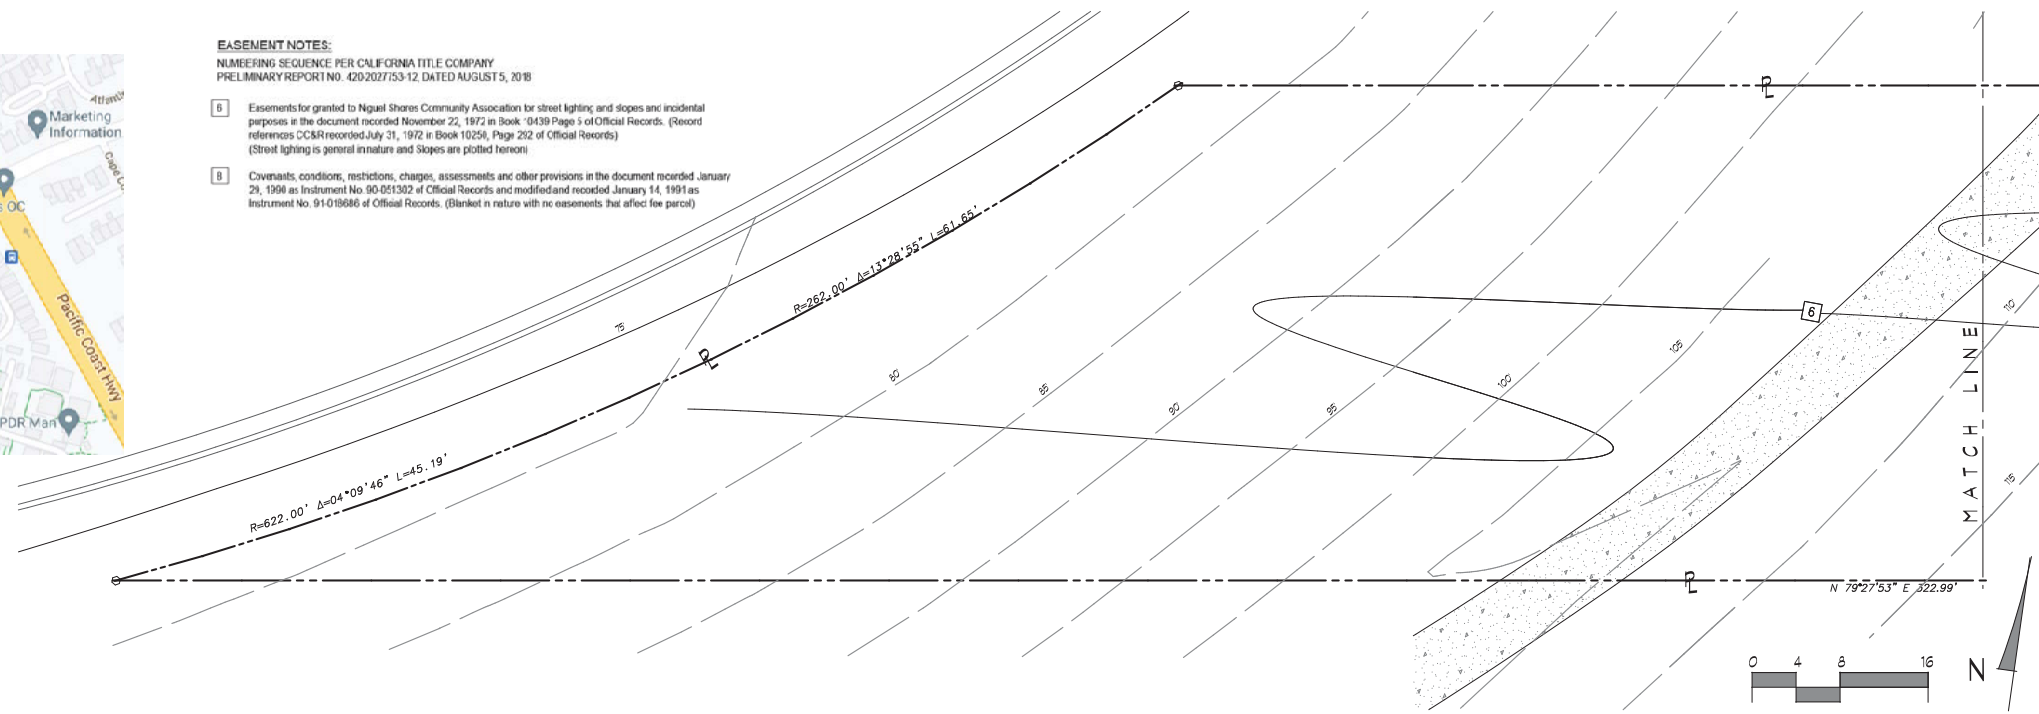 EASEMENT NOTES:
NUMBERING SEQUENCE PER CALIFORNIA TITLE COMPANY
PRELIMINARY REPORT NO. 420-2027753-12, DATED AUGUST 5, 2018
6
Easements for granted to Niguel Shores Community Association for street lighting and slopes and incidental
purposes in the document recorded November 22, 1972 in Book 10439 Page 5 of Official Records. (Record
references CC&R recorded July 31, 1972 in Book 10250, Page 292 of Official Records)
(Street lighting is general in nature and Slopes are plotted hereon)
8
Covenants, conditions, restrictions, charges, assessments and other provisions in the document recorded January
29, 1990 as Instrument No. 90-051302 of Official Records and modified and recorded January 14, 1991 as
Instrument No. 91-018686 of Official Records. (Blanket in nature with no easements that affect fee parcel)
Marketing
Information
OC
Pacific Coast Hwy
PDR Man
R=262.00' Δ=13°28'55" L=61.65'
R=622.00' Δ=04°09'46" L=45.19'
PL
PL
PL
75'
80'
85'
90'
95'
100'
105'
110'
115'
6
MATCH LINE
N 79°27'53" E 322.99'
0 4 8 16
N